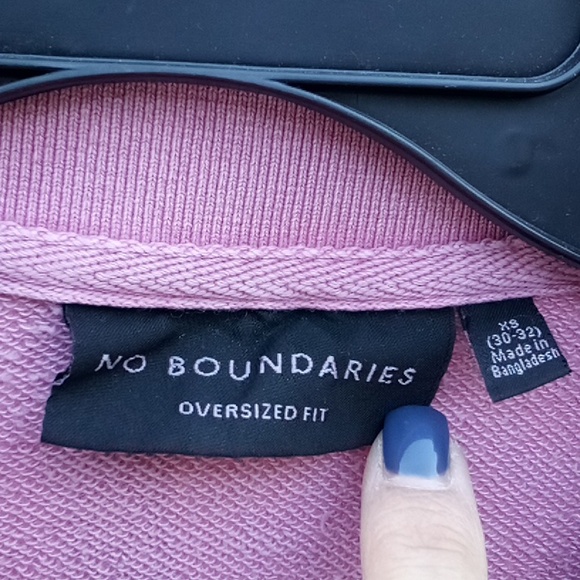 NO BOUNDARIES
OVERSIZED FIT
XS
(30-32)
Made in
Bangladesh